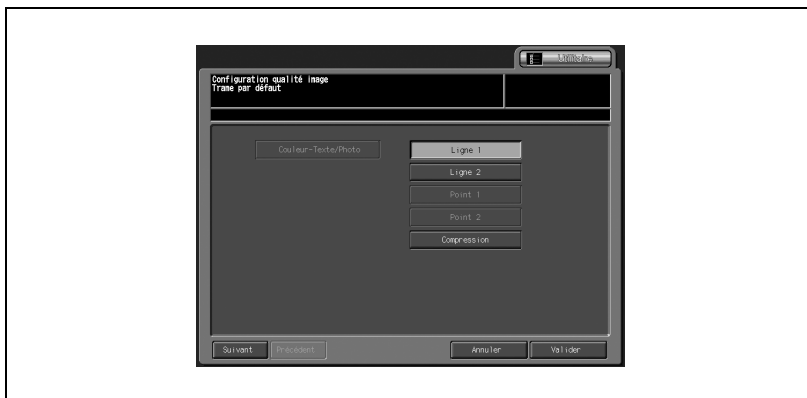 Utilitaire
Configuration qualité image
Trame par défaut
Couleur-Texte/Photo
Ligne 1
Ligne 2
Point 1
Point 2
Compression
Suivant
Précédent
Annuler
Valider